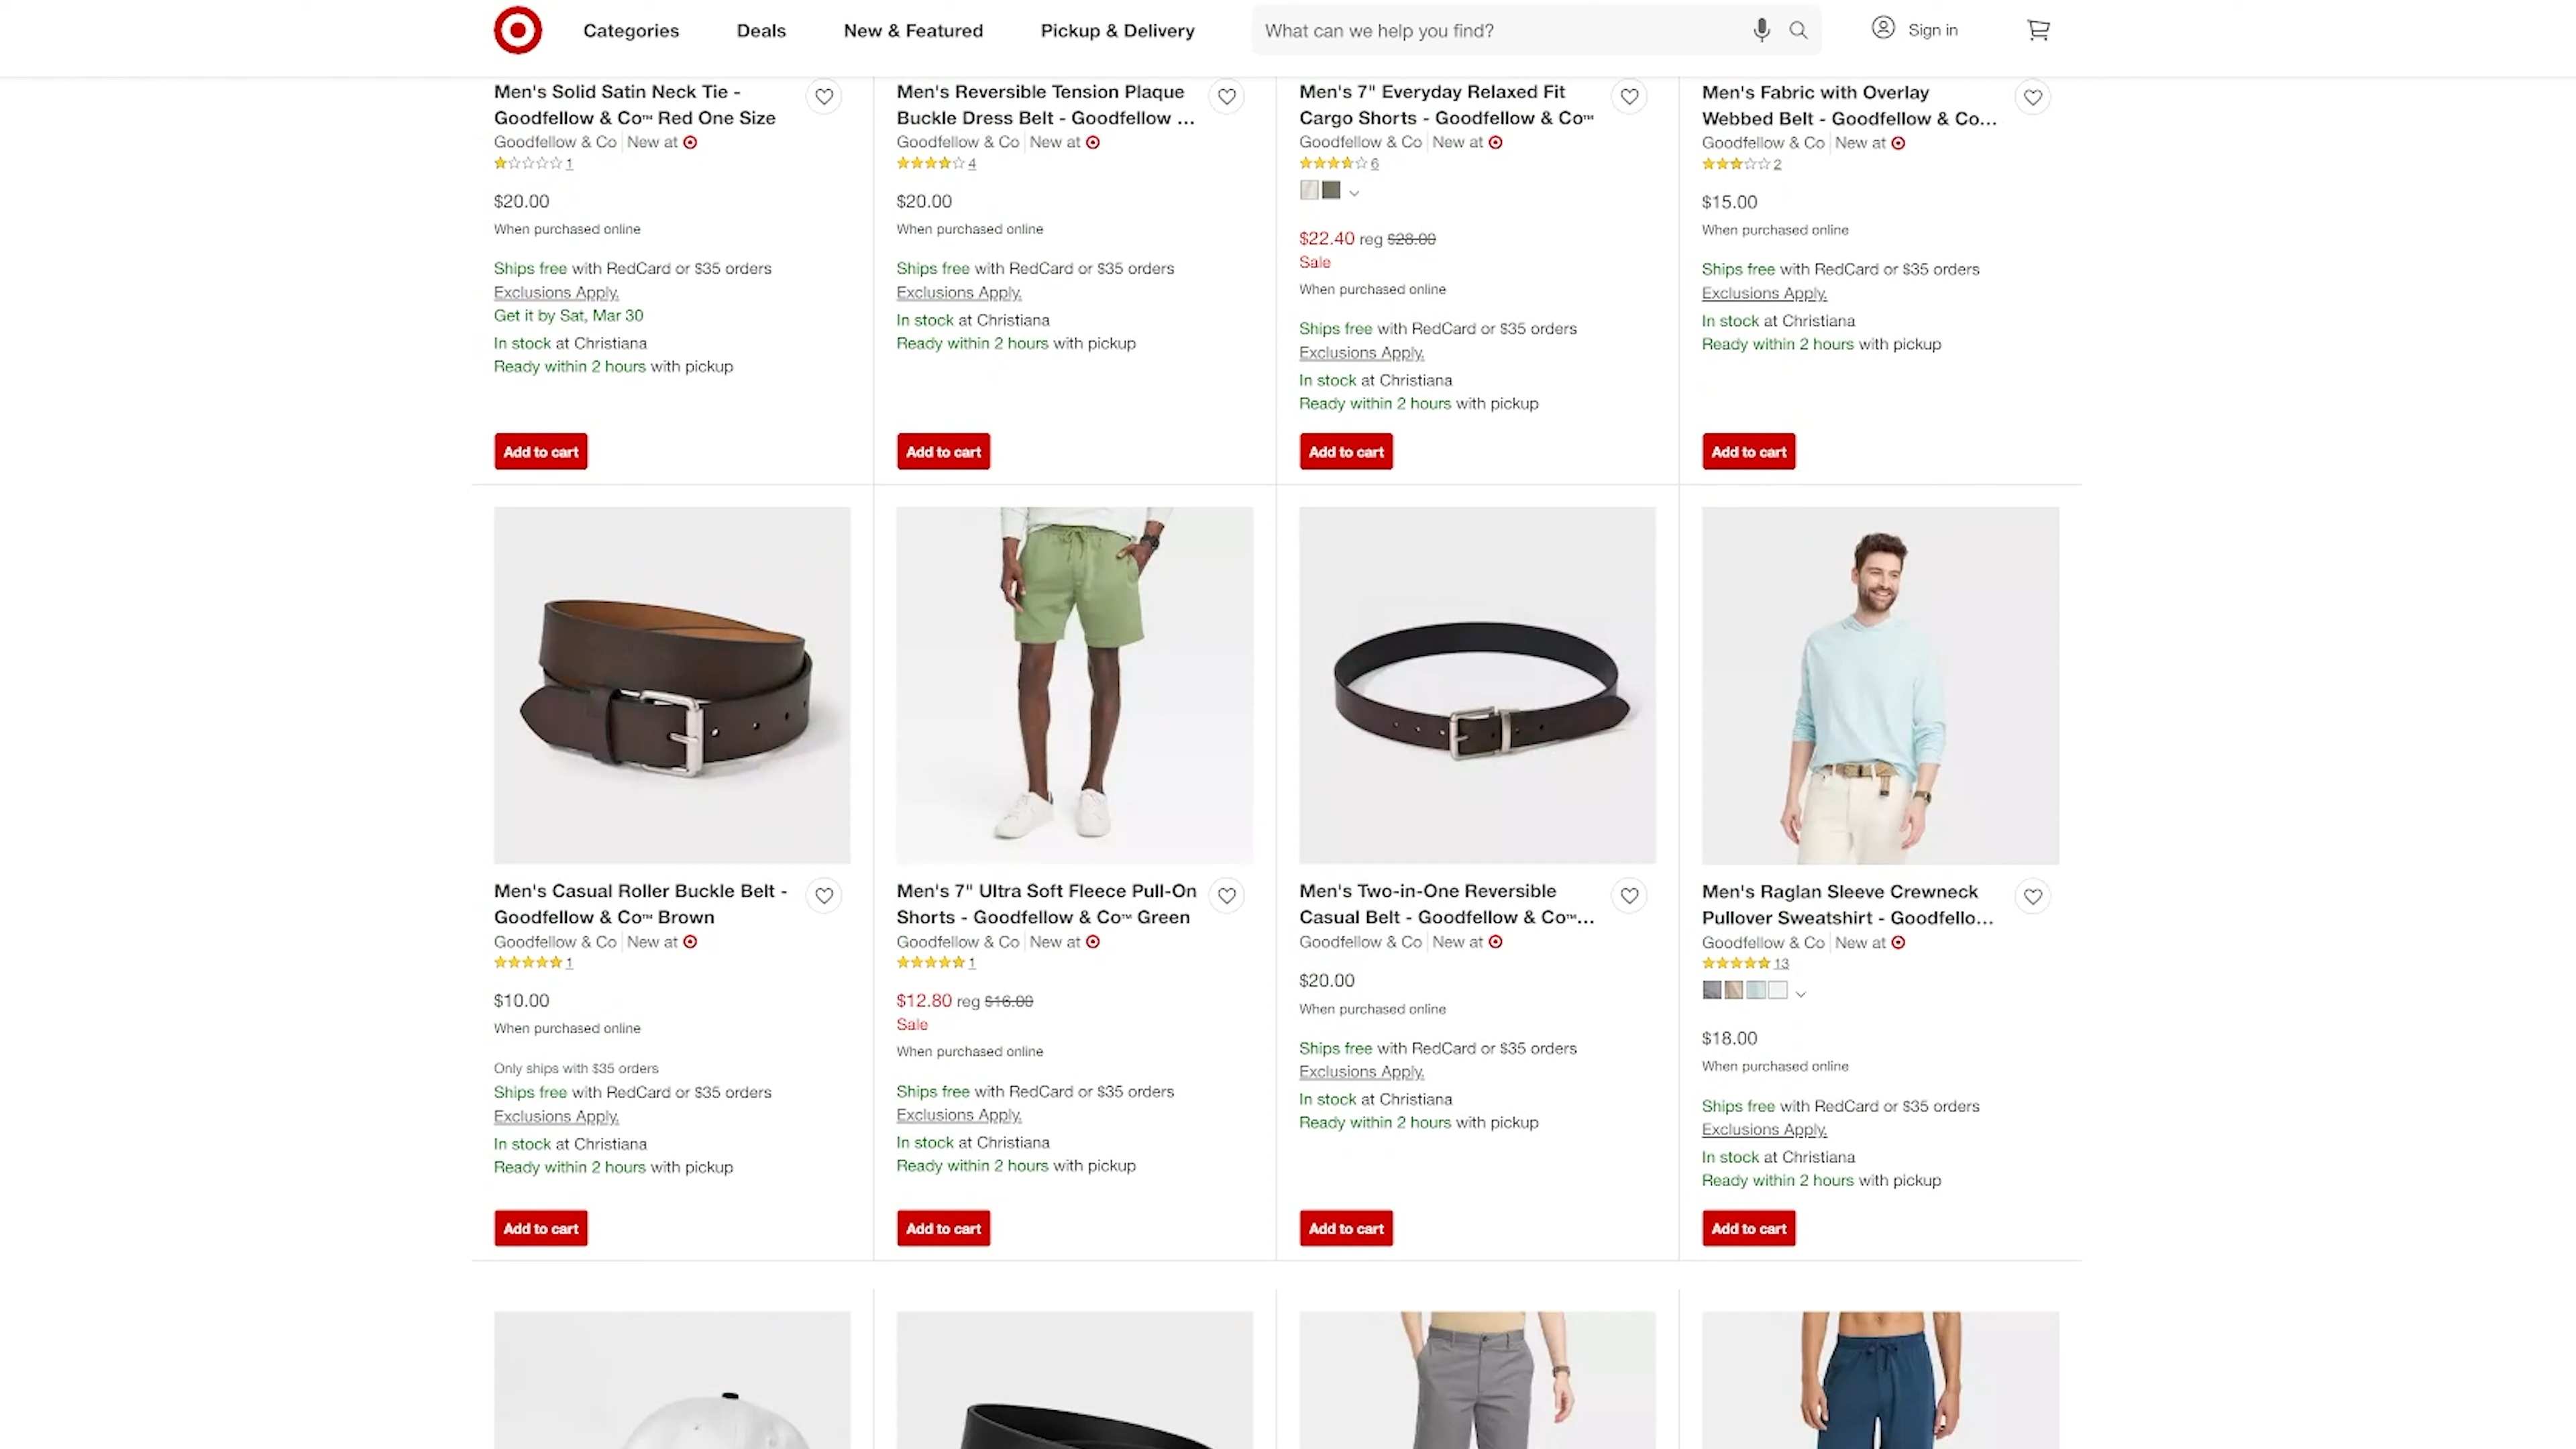 Categories
Deals
New & Featured
Pickup & Delivery
What can we help you find?
Sign in
Men's Solid Satin Neck Tie -
Goodfellow & Co™ Red One Size
Goodfellow & Co | New at
1
$20.00
When purchased online
Ships free with RedCard or $35 orders
Exclusions Apply.
Get it by Sat, Mar 30
In stock at Christiana
Ready within 2 hours with pickup
Add to cart
Men's Reversible Tension Plaque
Buckle Dress Belt - Goodfellow ...
Goodfellow & Co | New at
4
$20.00
When purchased online
Ships free with RedCard or $35 orders
Exclusions Apply.
In stock at Christiana
Ready within 2 hours with pickup
Add to cart
Men's 7" Everyday Relaxed Fit
Cargo Shorts - Goodfellow & Co™
Goodfellow & Co | New at
6
$22.40 reg $28.00
Sale
When purchased online
Ships free with RedCard or $35 orders
Exclusions Apply.
In stock at Christiana
Ready within 2 hours with pickup
Add to cart
Men's Fabric with Overlay
Webbed Belt - Goodfellow & Co...
Goodfellow & Co | New at
2
$15.00
When purchased online
Ships free with RedCard or $35 orders
Exclusions Apply.
In stock at Christiana
Ready within 2 hours with pickup
Add to cart
Men's Casual Roller Buckle Belt -
Goodfellow & Co™ Brown
Goodfellow & Co | New at
1
$10.00
When purchased online
Only ships with $35 orders
Ships free with RedCard or $35 orders
Exclusions Apply.
In stock at Christiana
Ready within 2 hours with pickup
Add to cart
Men's 7" Ultra Soft Fleece Pull-On
Shorts - Goodfellow & Co™ Green
Goodfellow & Co | New at
1
$12.80 reg $16.00
Sale
When purchased online
Ships free with RedCard or $35 orders
Exclusions Apply.
In stock at Christiana
Ready within 2 hours with pickup
Add to cart
Men's Two-in-One Reversible
Casual Belt - Goodfellow & Co™...
Goodfellow & Co | New at
$20.00
When purchased online
Ships free with RedCard or $35 orders
Exclusions Apply.
In stock at Christiana
Ready within 2 hours with pickup
Add to cart
Men's Raglan Sleeve Crewneck
Pullover Sweatshirt - Goodfello...
Goodfellow & Co | New at
13
$18.00
When purchased online
Ships free with RedCard or $35 orders
Exclusions Apply.
In stock at Christiana
Ready within 2 hours with pickup
Add to cart